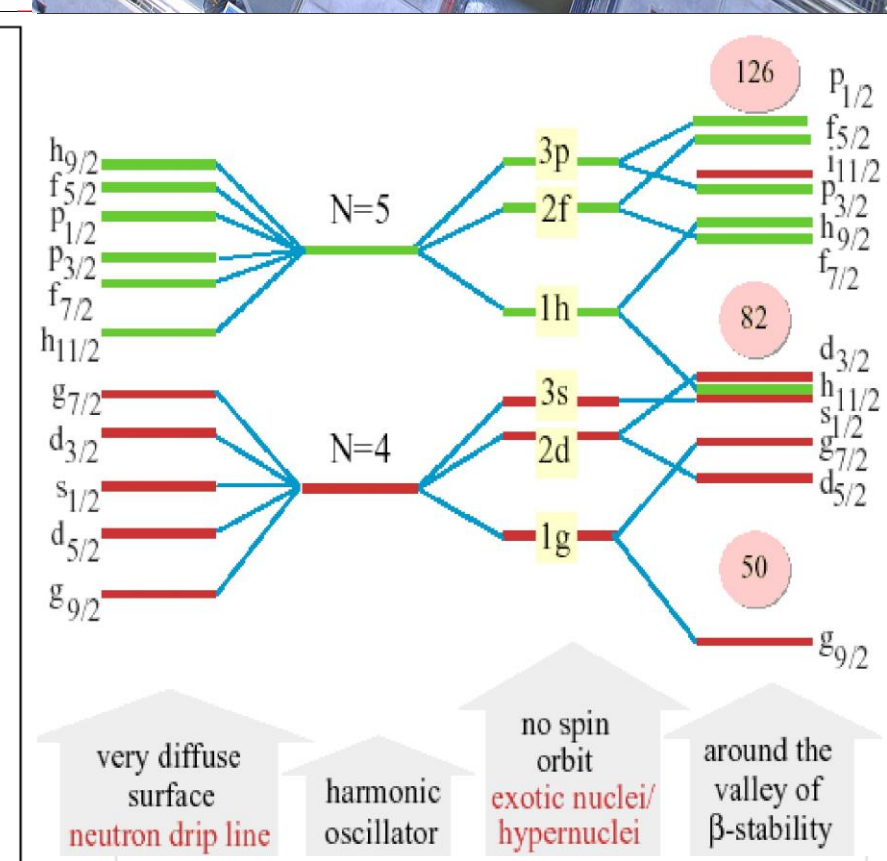 h9/2
f5/2
p1/2
p3/2
f7/2
h11/2
g7/2
d3/2
s1/2
d5/2
g9/2
N=5
N=4
3p
2f
1h
3s
2d
1g
126
82
50
p1/2
f5/2
i11/2
p3/2
h9/2
f7/2
d3/2
h11/2
s1/2
g7/2
d5/2
g9/2
very diffuse
surface
neutron drip line
harmonic
oscillator
no spin
orbit
exotic nuclei/
hypernuclei
around the
valley of
β-stability